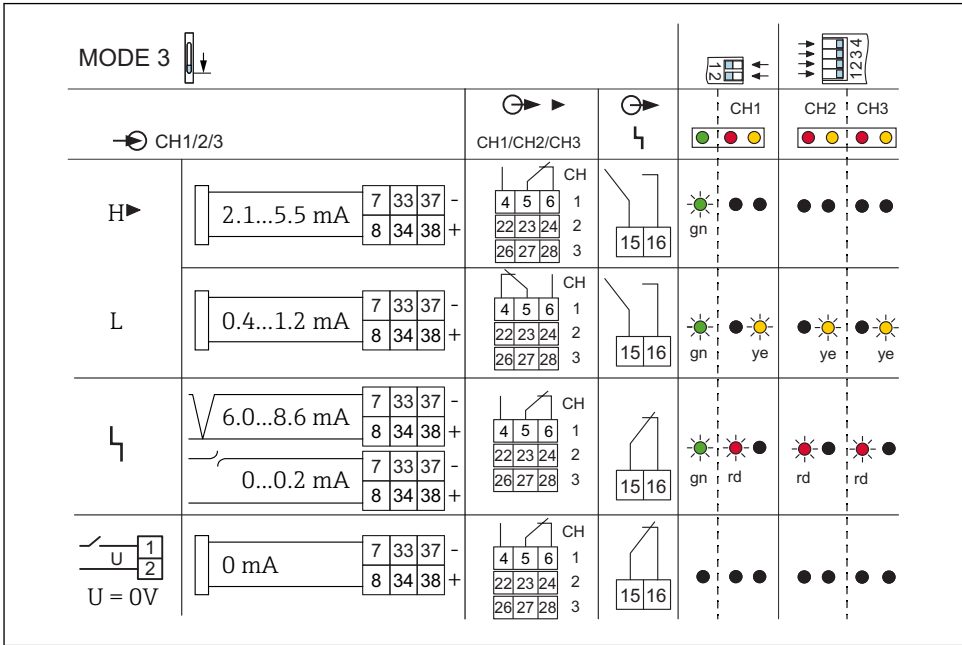 MODE 3
1 2
1 2 3 4
CH1/2/3
CH1/CH2/CH3
CH1
CH2 CH3
H
2.1...5.5 mA
7 33 37 -
8 34 38 +
CH
4 5 6 1
22 23 24 2
26 27 28 3
15 16
gn
L
0.4...1.2 mA
7 33 37 -
8 34 38 +
CH
4 5 6 1
22 23 24 2
26 27 28 3
15 16
gn ye ye ye
6.0...8.6 mA
7 33 37 -
8 34 38 +
0...0.2 mA
7 33 37 -
8 34 38 +
CH
4 5 6 1
22 23 24 2
26 27 28 3
15 16
gn rd rd rd
U
1
2
U = 0V
0 mA
7 33 37 -
8 34 38 +
CH
4 5 6 1
22 23 24 2
26 27 28 3
15 16